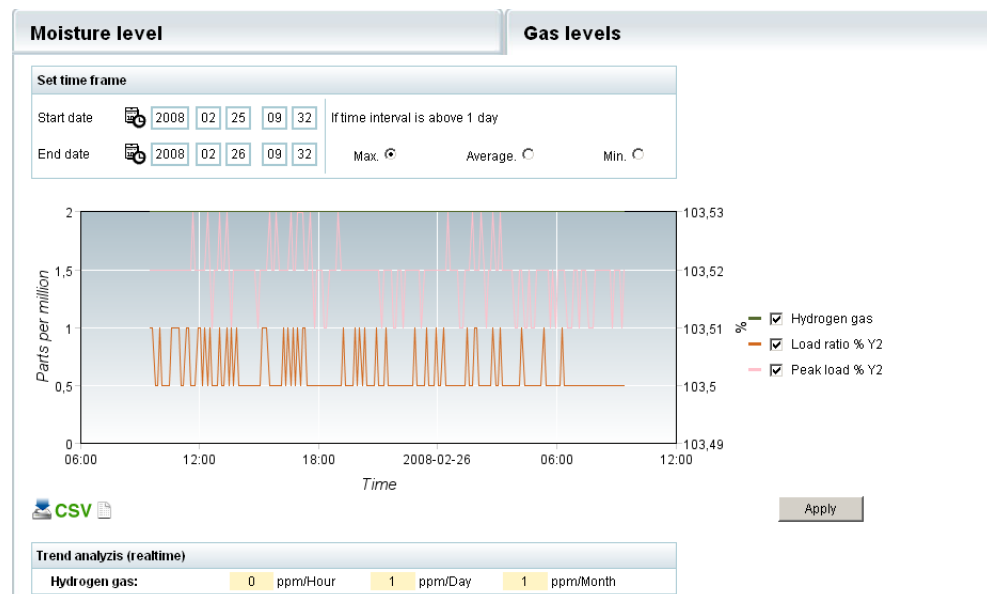 Moisture level Gas levels
Set time frame
Start date 2008 02 25 09 32 If time interval is above 1 day
End date 2008 02 26 09 32 Max. Average. Min.
2 103,53
1,5 103,52
1 103,51
0,5 103,5
0 103,49
Parts per million
%
Hydrogen gas
Load ratio % Y2
Peak load % Y2
06:00 12:00 18:00 2008-02-26 06:00 12:00
Time
CSV Apply
Trend analyzis (realtime)
Hydrogen gas: 0 ppm/Hour 1 ppm/Day 1 ppm/Month